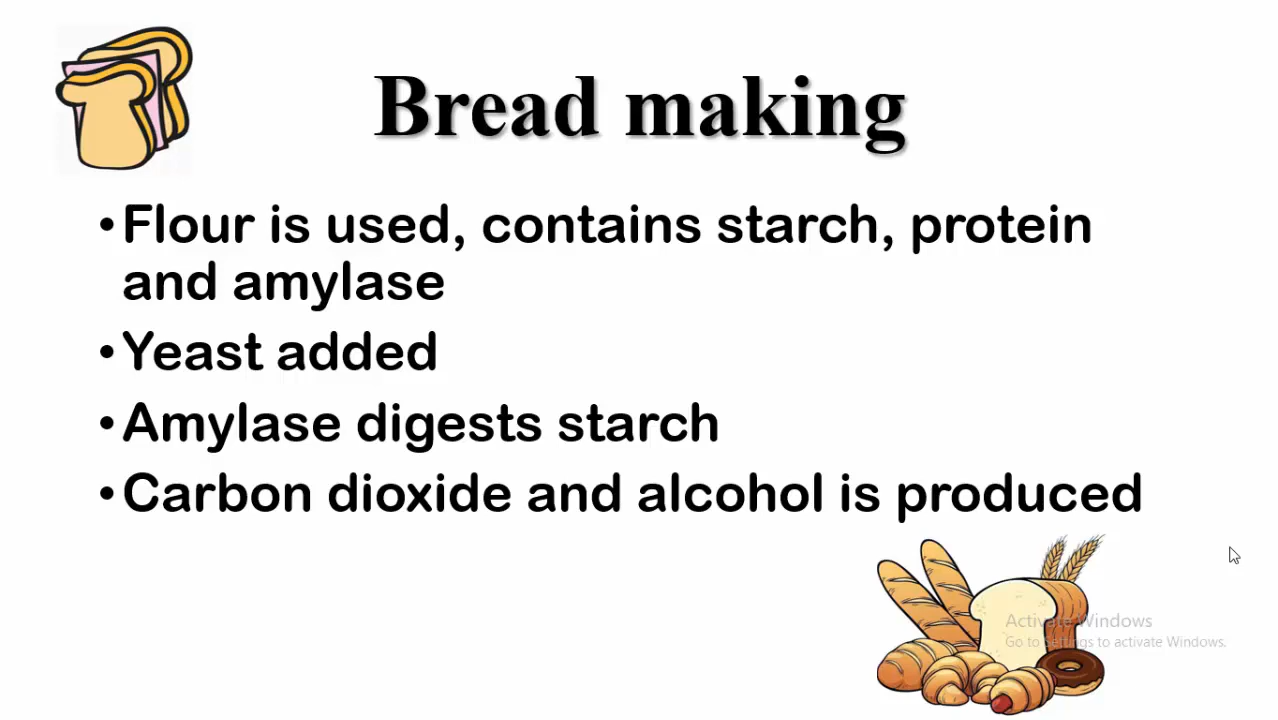 Bread making
•Flour is used, contains starch, protein
and amylase
•Yeast added
•Amylase digests starch
•Carbon dioxide and alcohol is produced
Activate Windows
Go to Settings to activate Windows.